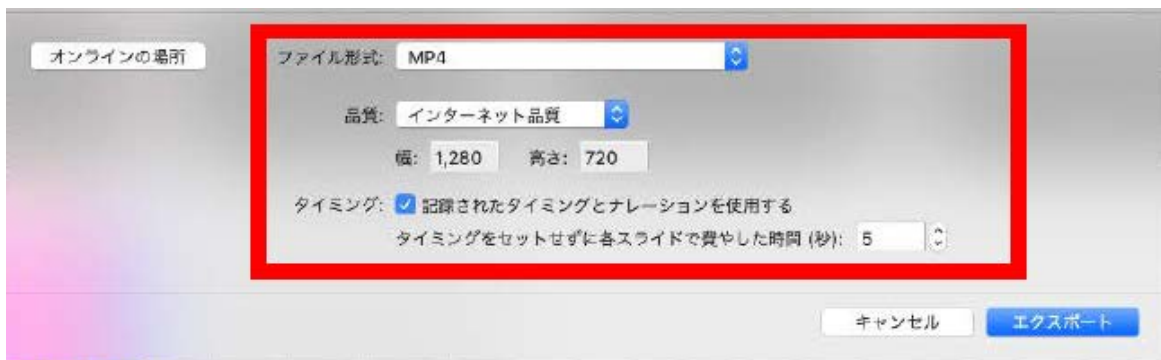 オンラインの場所
ファイル形式: MP4
品質: インターネット品質
幅: 1,280 高さ: 720
タイミング: 記録されたタイミングとナレーションを使用する
タイミングをセットせずに各スライドで費やした時間 (秒): 5
キャンセル エクスポート